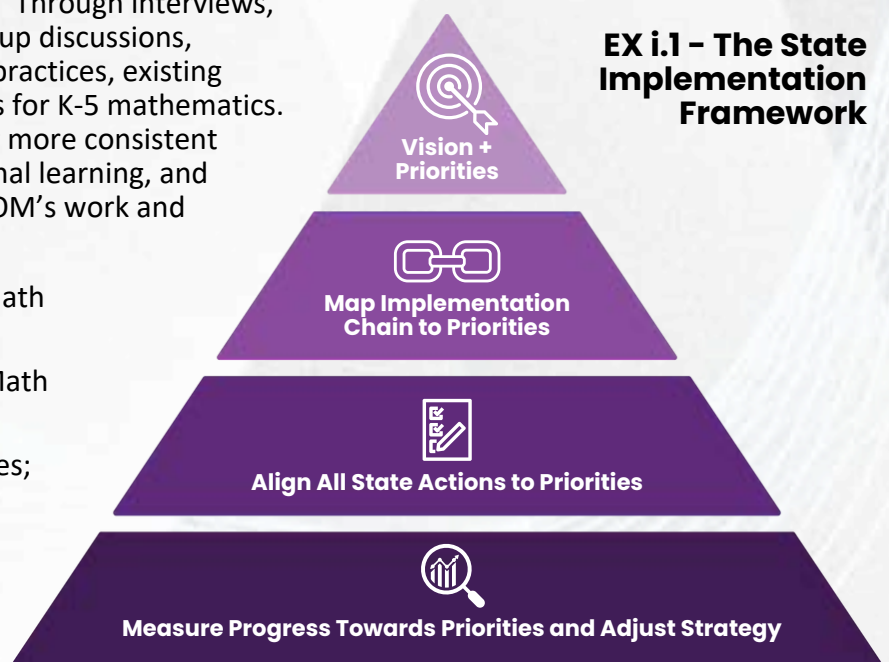 Through interviews,
up discussions,
practices, existing
s for K-5 mathematics.
more consistent
nal learning, and
OM’s work and
ath
Math
es;
EX i.1 - The State
Implementation
Framework
Vision +
Priorities
Map Implementation
Chain to Priorities
Align All State Actions to Priorities
Measure Progress Towards Priorities and Adjust Strategy